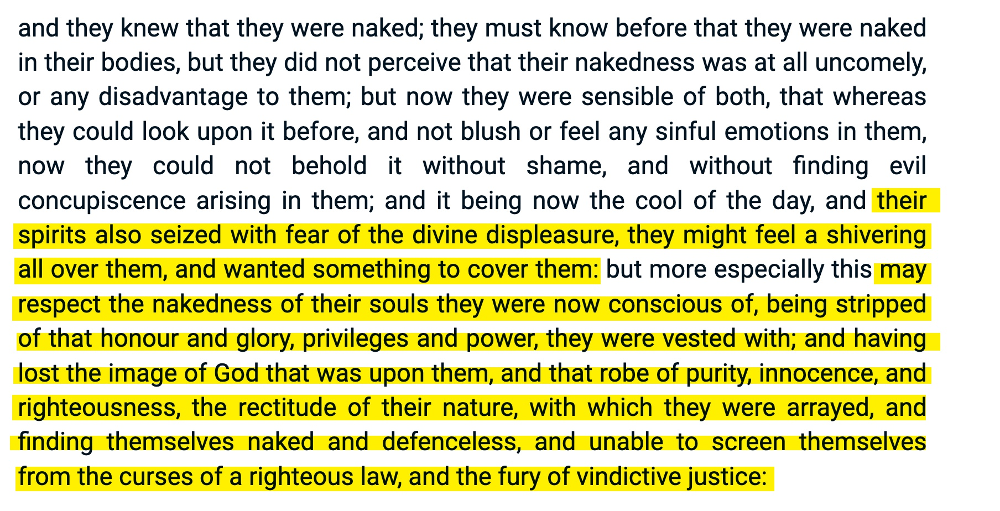 and they knew that they were naked; they must know before that they were naked
in their bodies, but they did not perceive that their nakedness was at all uncomely,
or any disadvantage to them; but now they were sensible of both, that whereas
they could look upon it before, and not blush or feel any sinful emotions in them,
now they could not behold it without shame, and without finding evil
concupiscence arising in them; and it being now the cool of the day, and their
spirits also seized with fear of the divine displeasure, they might feel a shivering
all over them, and wanted something to cover them: but more especially this may
respect the nakedness of their souls they were now conscious of, being stripped
of that honour and glory, privileges and power, they were vested with; and having
lost the image of God that was upon them, and that robe of purity, innocence, and
righteousness, the rectitude of their nature, with which they were arrayed, and
finding themselves naked and defenceless, and unable to screen themselves
from the curses of a righteous law, and the fury of vindictive justice: